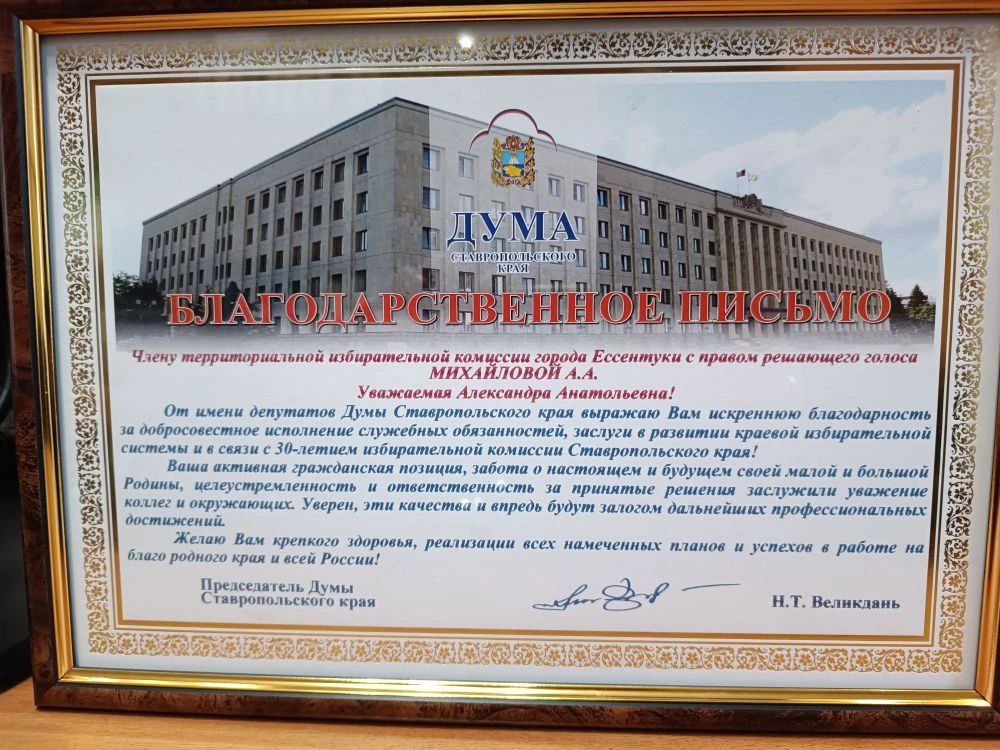 ДУМА
СТАВРОПОЛЬСКОГО
КРАЯ
БЛАГОДАРСТВЕННОЕ ПИСЬМО
Члену территориальной избирательной комиссии города Ессентуки с правом решающего голоса
МИХАЙЛОВОЙ А.А.
Уважаемая Александра Анатольевна!
От имени депутатов Думы Ставропольского края выражаю Вам искреннюю благодарность
за добросовестное исполнение служебных обязанностей, заслуги в развитии краевой избирательной
системы и в связи с 30-летием избирательной комиссии Ставропольского края!
Ваша активная гражданская позиция, забота о настоящем и будущем своей малой и большой
Родины, целеустремленность и ответственность за принятые решения заслужили уважение
коллег и окружающих. Уверен, эти качества и впредь будут залогом дальнейших профессиональных
достижений.
Желаю Вам крепкого здоровья, реализации всех намеченных планов и успехов в работе на
благо родного края и всей России!
Председатель Думы
Ставропольского края
Н.Т. Великдань